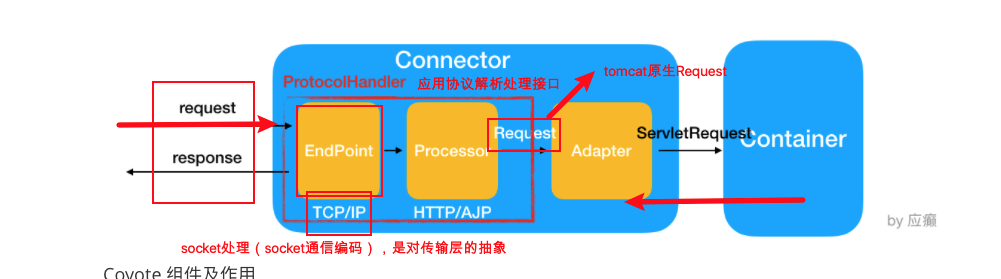 Connector
ProtocolHandler 应用协议解析处理接口
tomcat原生Request
request
response
EndPoint
Processor
Request
Adapter
ServletRequest
Container
TCP/IP
HTTP/AJP
by 应癫
socket处理（socket通信编码），是对传输层的抽象
Coyote 组件及作用